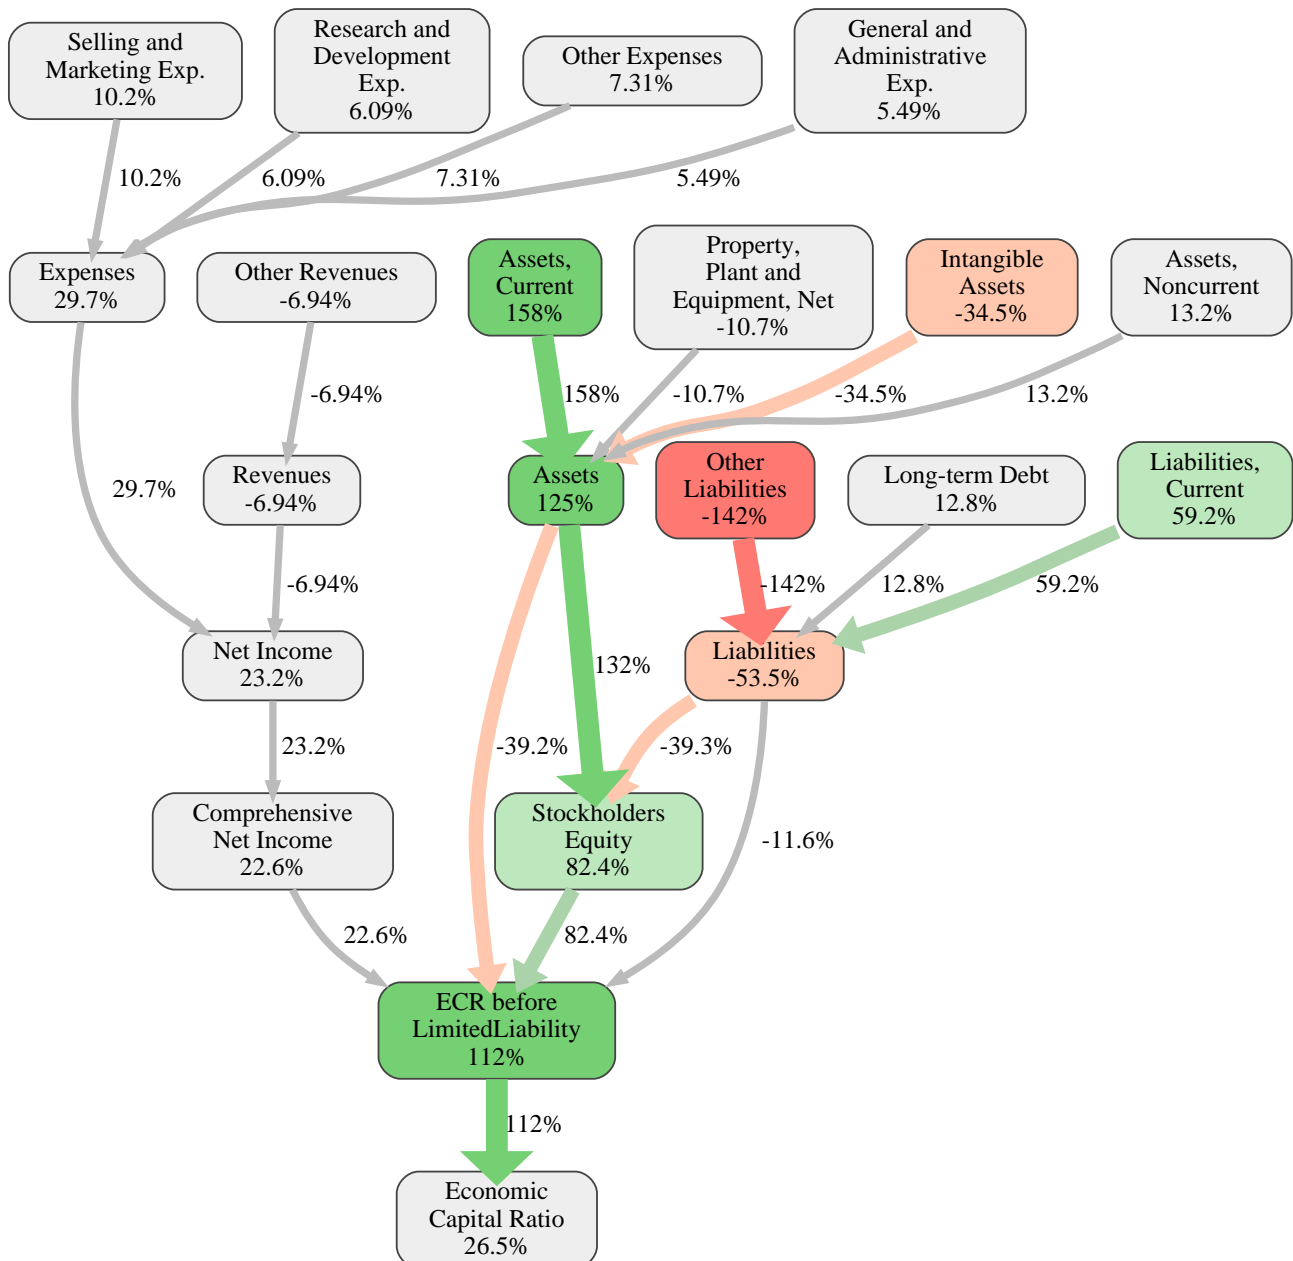 Selling and
Marketing Exp.
10.2%
Research and
Development
Exp.
6.09%
Other Expenses
7.31%
General and
Administrative
Exp.
5.49%
10.2%
6.09%
7.31%
5.49%
Expenses
29.7%
Other Revenues
-6.94%
Assets,
Current
158%
Property,
Plant and
Equipment, Net
-10.7%
Intangible
Assets
-34.5%
Assets,
Noncurrent
13.2%
-6.94%
158%
-10.7%
-34.5%
13.2%
29.7%
Revenues
-6.94%
Assets
125%
Other
Liabilities
-142%
Long-term Debt
12.8%
Liabilities,
Current
59.2%
-6.94%
-142%
12.8%
59.2%
Net Income
23.2%
132%
Liabilities
-53.5%
23.2%
-39.2%
-39.3%
Comprehensive
Net Income
22.6%
Stockholders
Equity
82.4%
-11.6%
22.6%
82.4%
ECR before
LimitedLiability
112%
112%
Economic
Capital Ratio
26.5%